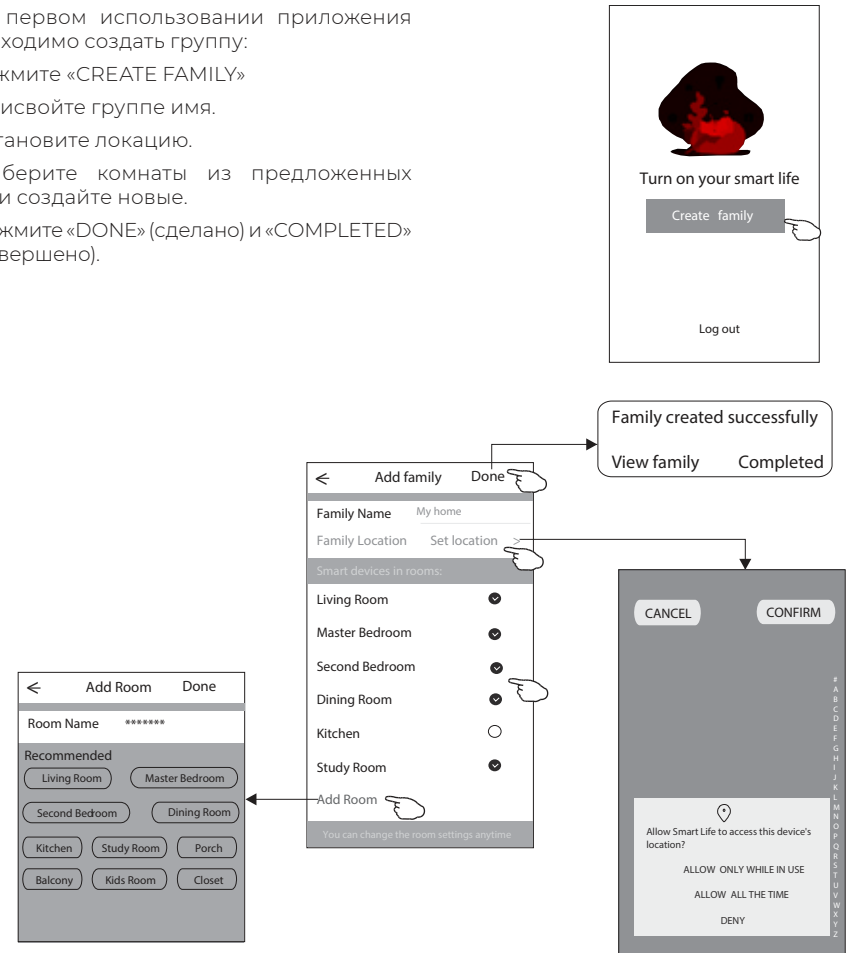 первом использовании приложения
ходимо создать группу:
жмите «CREATE FAMILY»
исвойте группе имя.
тановите локацию.
берите комнаты из предложенных
и создайте новые.
жмите «DONE» (сделано) и «COMPLETED»
вершено).
Turn on your smart life
Create family
Log out
Family created successfully
View family Completed
Add family Done
Family Name My home
Family Location Set location >
Smart devices in rooms:
Living Room
Master Bedroom
Second Bedroom
Dining Room
Kitchen
Study Room
Add Room
You can change the room settings anytime
Add Room Done
Room Name *******
Recommended
Living Room Master Bedroom
Second Bedroom Dining Room
Kitchen Study Room Porch
Balcony Kids Room Closet
CANCEL CONFIRM
#
A
B
C
D
E
F
G
H
I
J
K
L
M
N
O
P
Q
R
S
T
U
V
W
X
Y
Z
Allow Smart Life to access this device's
location?
ALLOW ONLY WHILE IN USE
ALLOW ALL THE TIME
DENY